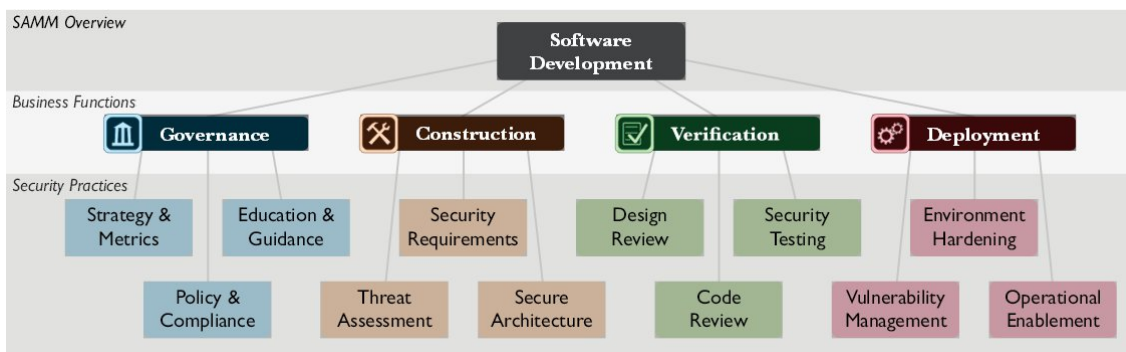 SAMM Overview
Software
Development
Business Functions
Governance
Construction
Verification
Deployment
Security Practices
Strategy &
Metrics
Education &
Guidance
Security
Requirements
Design
Review
Security
Testing
Environment
Hardening
Policy &
Compliance
Threat
Assessment
Secure
Architecture
Code
Review
Vulnerability
Management
Operational
Enablement